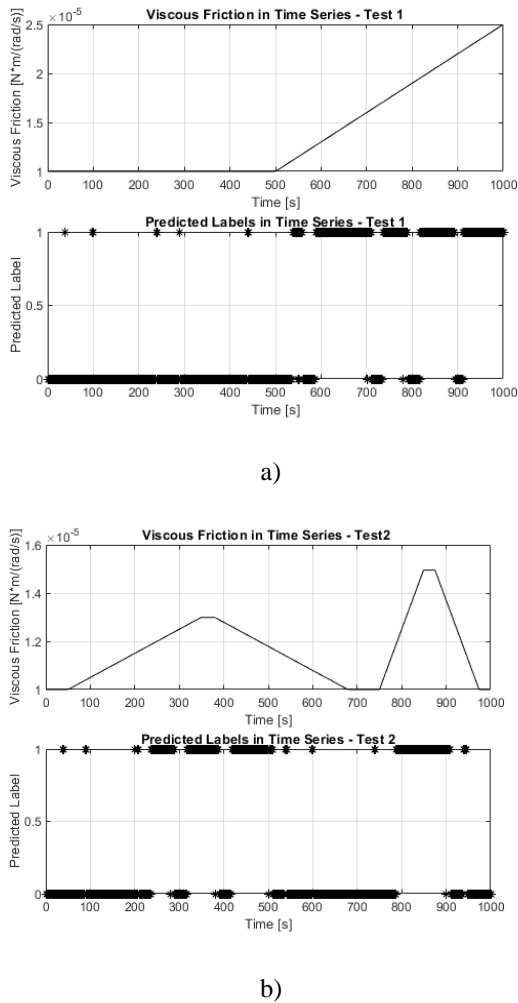 Viscous Friction in Time Series - Test 1
×10^-5
Viscous Friction [N*m/(rad/s)]
2.5
2
1.5
1
0 100 200 300 400 500 600 700 800 900 1000
Time [s]
Predicted Labels in Time Series - Test 1
Predicted Label
1
0.5
0
0 100 200 300 400 500 600 700 800 900 1000
Time [s]
a)
Viscous Friction in Time Series - Test2
×10^-5
Viscous Friction [N*m/(rad/s)]
1.6
1.4
1.2
1
0 100 200 300 400 500 600 700 800 900 1000
Time [s]
Predicted Labels in Time Series - Test 2
Predicted Label
1
0.5
0
0 100 200 300 400 500 600 700 800 900 1000
Time [s]
b)